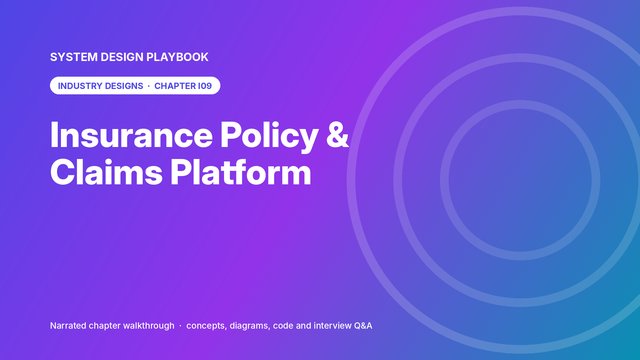 SYSTEM DESIGN PLAYBOOK
INDUSTRY DESIGNS · CHAPTER I09
Insurance Policy &
Claims Platform
Narrated chapter walkthrough · concepts, diagrams, code and interview Q&A